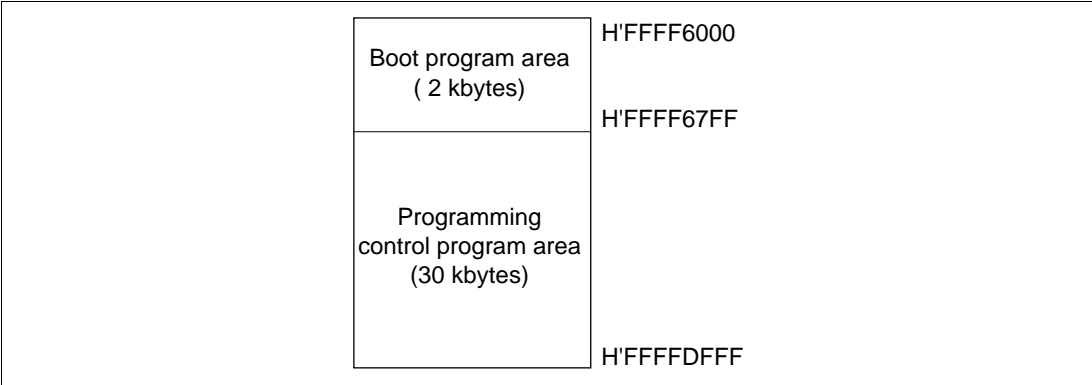 H'FFFF6000
Boot program area
( 2 kbytes)
H'FFFF67FF
Programming
control program area
(30 kbytes)
H'FFFFDFFF